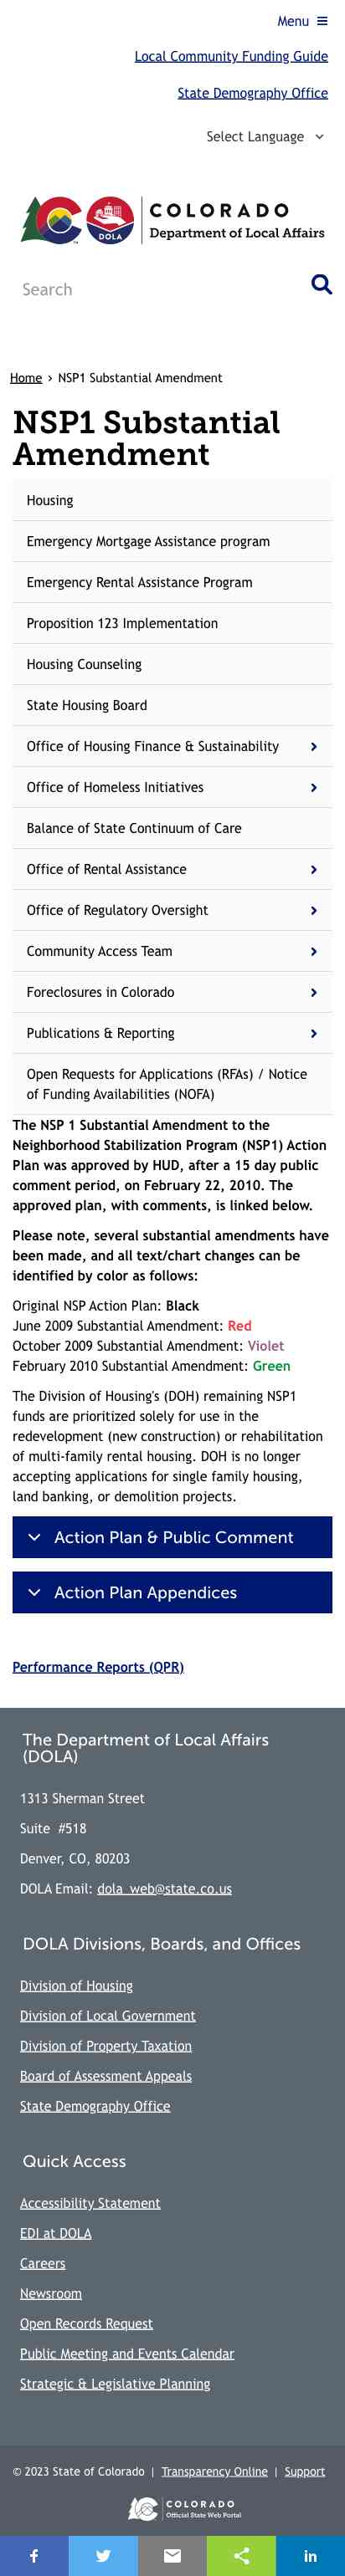 Menu
Local Community Funding Guide
State Demography Office
Select Language
COLORADO
Department of Local Affairs
DOLA
Search
Home > NSP1 Substantial Amendment
NSP1 Substantial
Amendment
Housing
Emergency Mortgage Assistance program
Emergency Rental Assistance Program
Proposition 123 Implementation
Housing Counseling
State Housing Board
Office of Housing Finance & Sustainability
Office of Homeless Initiatives
Balance of State Continuum of Care
Office of Rental Assistance
Office of Regulatory Oversight
Community Access Team
Foreclosures in Colorado
Publications & Reporting
Open Requests for Applications (RFAs) / Notice
of Funding Availabilities (NOFA)
The NSP 1 Substantial Amendment to the
Neighborhood Stabilization Program (NSP1) Action
Plan was approved by HUD, after a 15 day public
comment period, on February 22, 2010. The
approved plan, with comments, is linked below.
Please note, several substantial amendments have
been made, and all text/chart changes can be
identified by color as follows:
Original NSP Action Plan: Black
June 2009 Substantial Amendment: Red
October 2009 Substantial Amendment: Violet
February 2010 Substantial Amendment: Green
The Division of Housing's (DOH) remaining NSP1
funds are prioritized solely for use in the
redevelopment (new construction) or rehabilitation
of multi-family rental housing. DOH is no longer
accepting applications for single family housing,
land banking, or demolition projects.
Action Plan & Public Comment
Action Plan Appendices
Performance Reports (QPR)
The Department of Local Affairs
(DOLA)
1313 Sherman Street
Suite #518
Denver, CO, 80203
DOLA Email: dola_web@state.co.us
DOLA Divisions, Boards, and Offices
Division of Housing
Division of Local Government
Division of Property Taxation
Board of Assessment Appeals
State Demography Office
Quick Access
Accessibility Statement
EDI at DOLA
Careers
Newsroom
Open Records Request
Public Meeting and Events Calendar
Strategic & Legislative Planning
© 2023 State of Colorado | Transparency Online | Support
COLORADO
Official State Web Portal